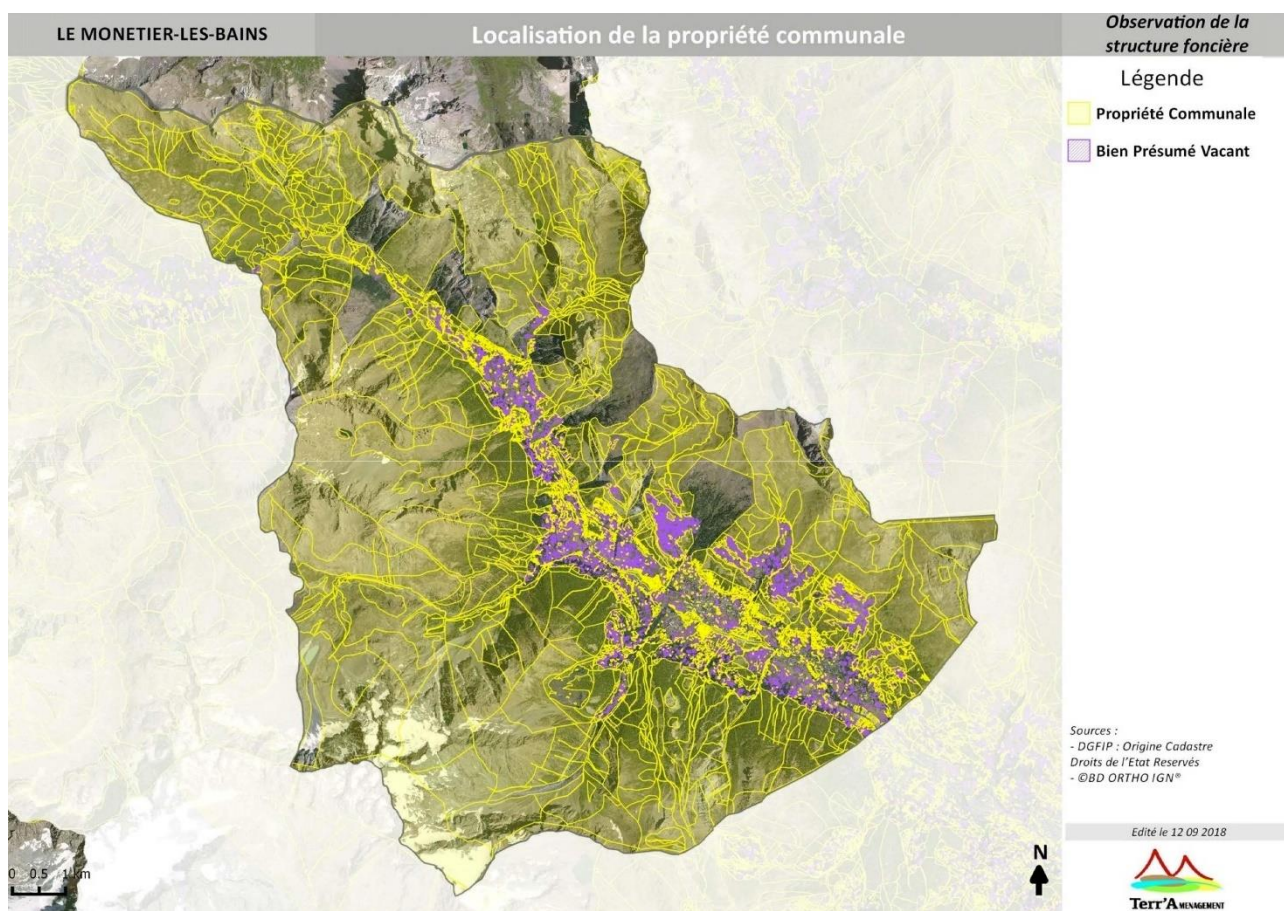 LE MONETIER-LES-BAINS
Localisation de la propriété communale
Observation de la
structure foncière
Légende
Propriété Communale
Bien Présumé Vacant
Sources :
- DGFIP : Origine Cadastre
Droits de l'Etat Reservés
- ©BD ORTHO IGN®
Edité le 12 09 2018
N
0 0.5 1 km
Terr'AMENAGEMENT